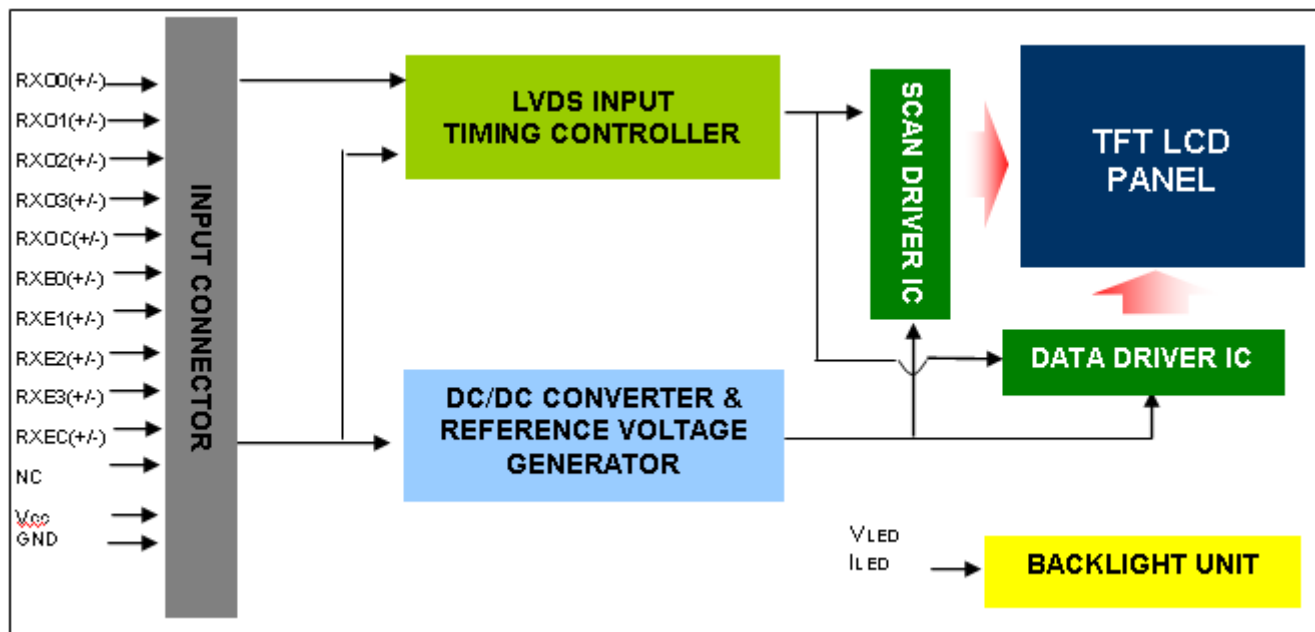 RXO0(+/-)
RXO1(+/-)
RXO2(+/-)
RXO3(+/-)
RXOC(+/-)
RXE0(+/-)
RXE1(+/-)
RXE2(+/-)
RXE3(+/-)
RXEC(+/-)
NC
Vcc
GND
INPUT CONNECTOR
LVDS INPUT
TIMING CONTROLLER
DC/DC CONVERTER &
REFERENCE VOLTAGE
GENERATOR
SCAN DRIVER IC
TFT LCD
PANEL
DATA DRIVER IC
VLED
ILED
BACKLIGHT UNIT